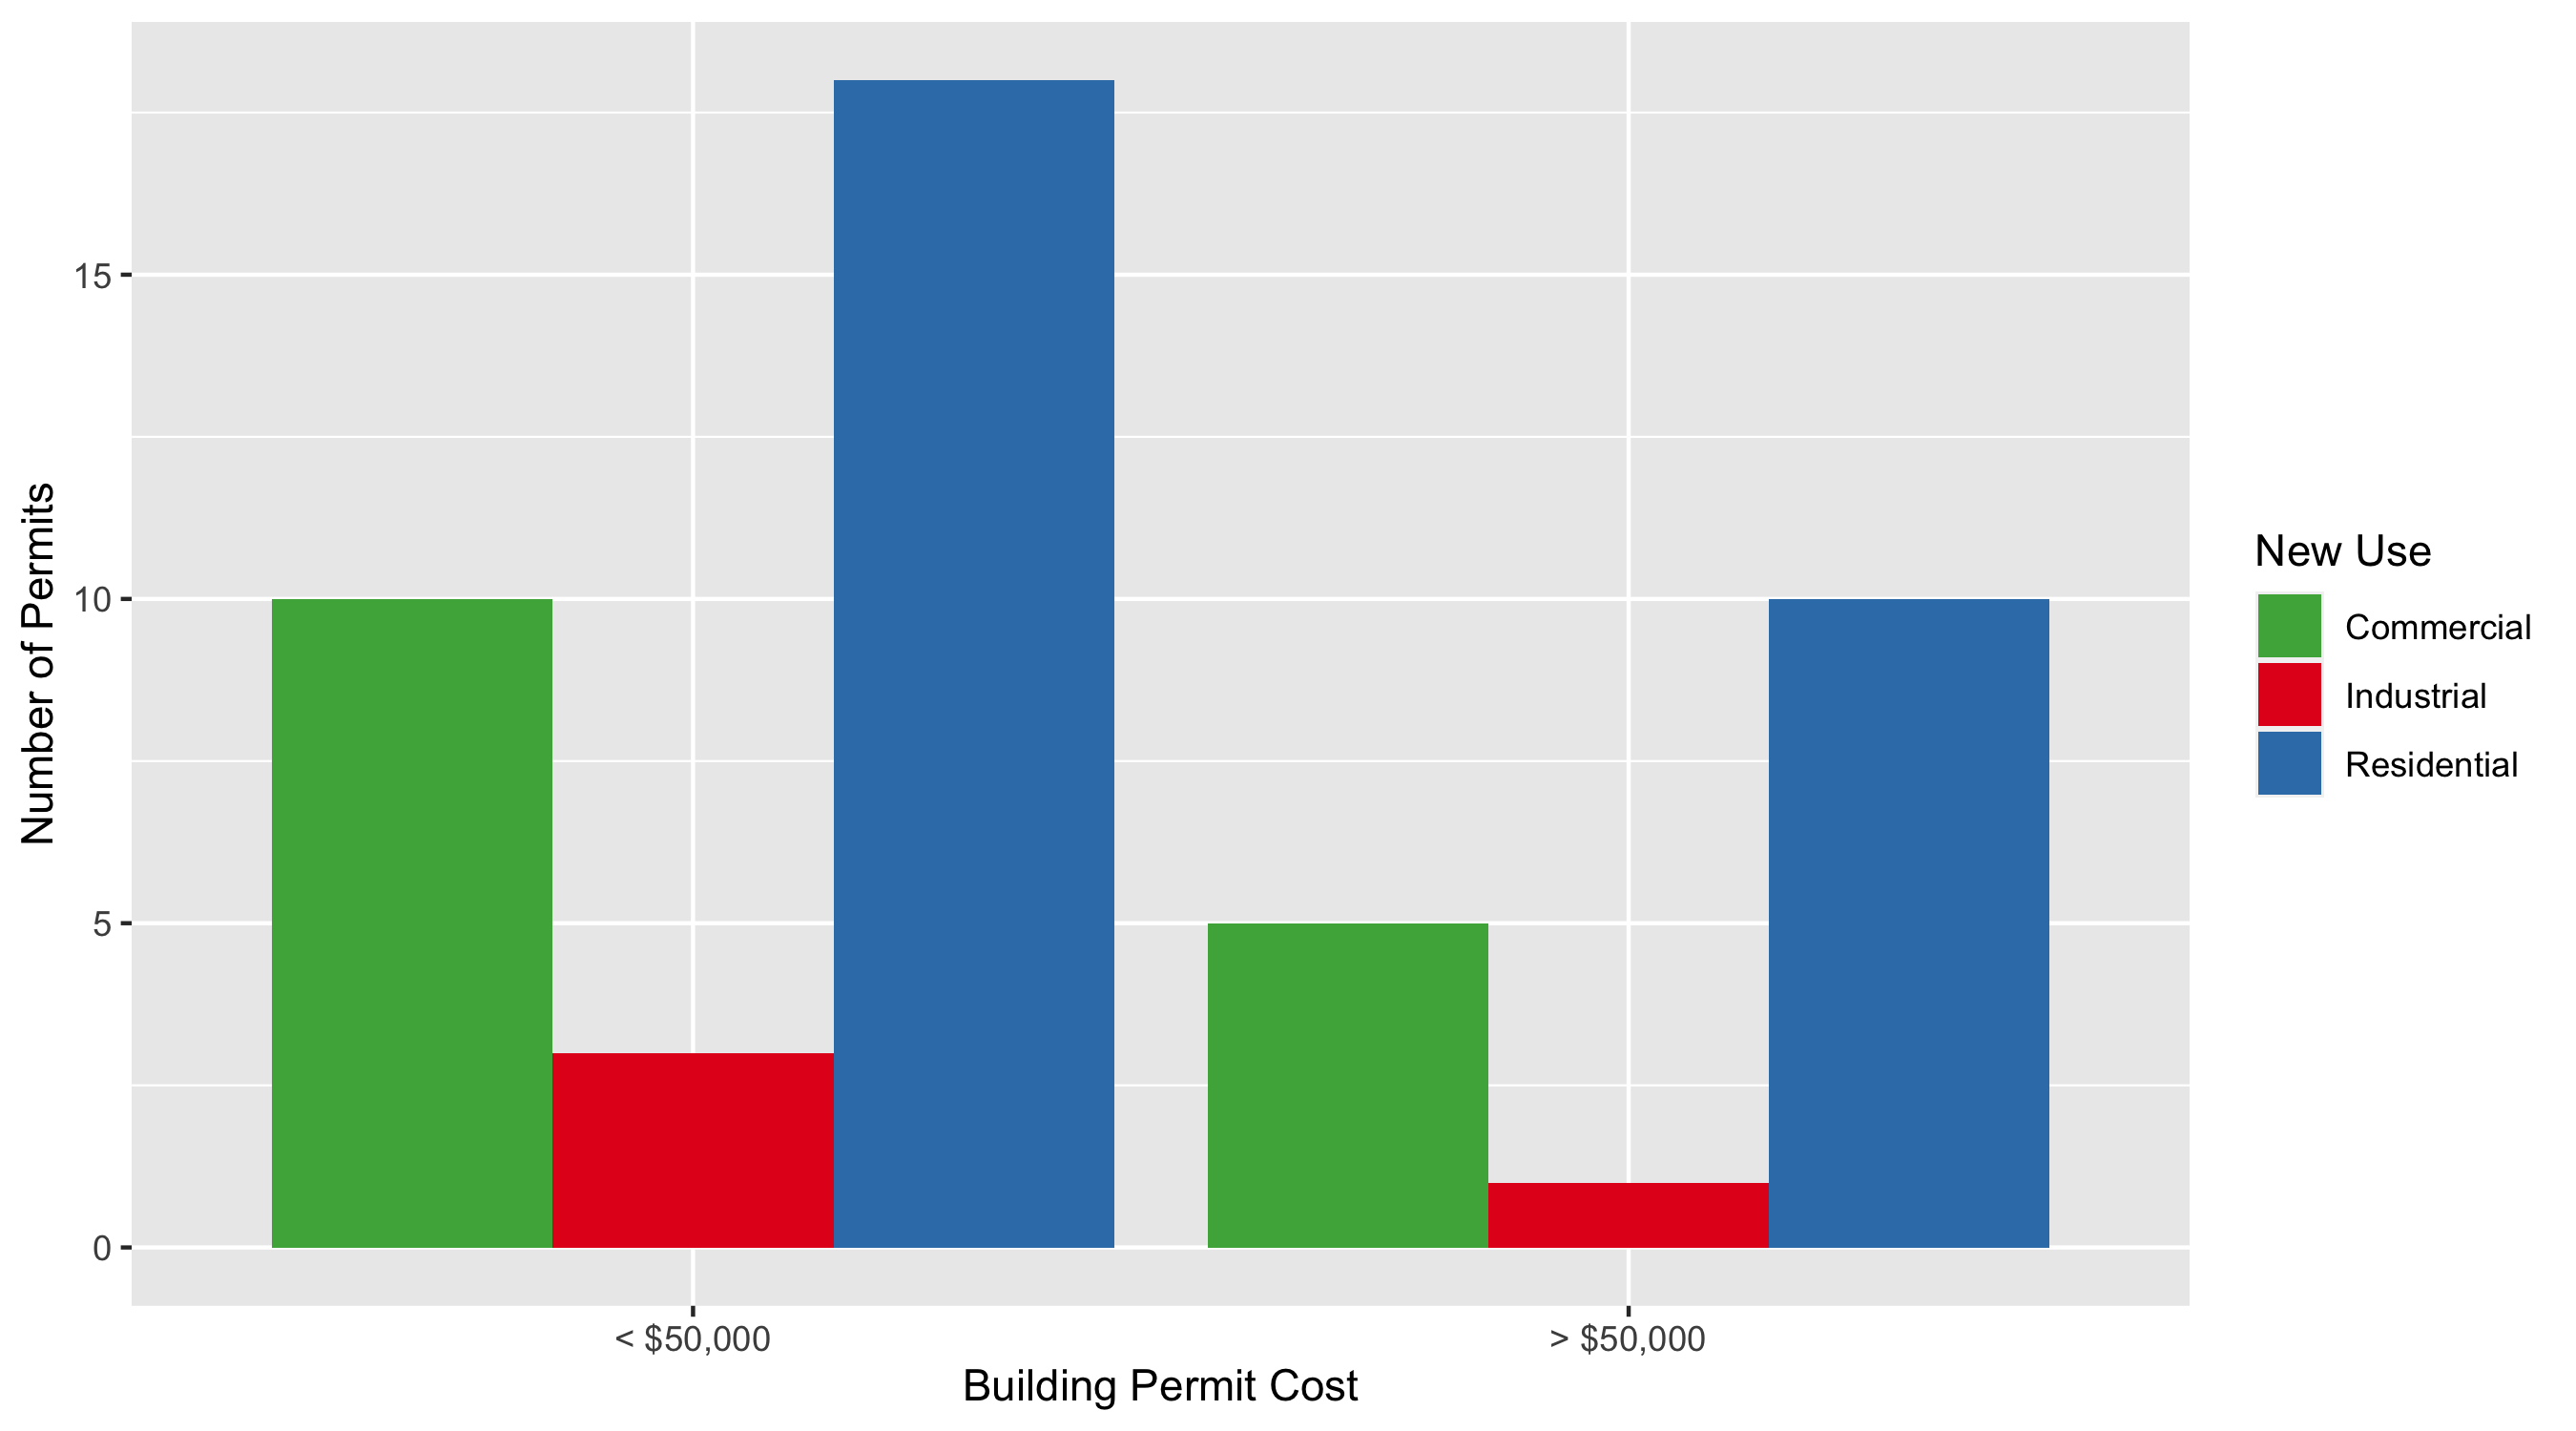 Number of Permits
15
10
5
0
< $50,000
> $50,000
Building Permit Cost
New Use
Commercial
Industrial
Residential